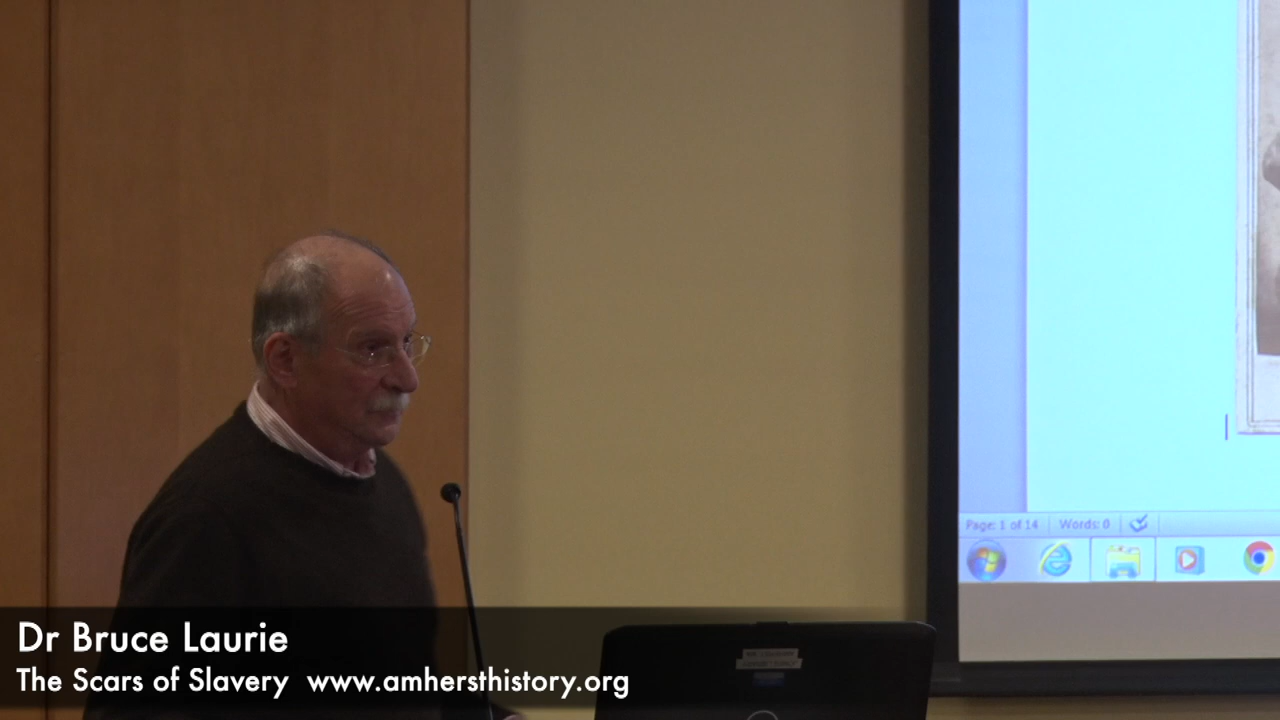 Page: 1 of 14 Words: 0
Dr Bruce Laurie
The Scars of Slavery www.amhersthistory.org